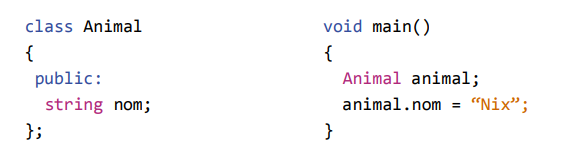 class Animal
{
public:
string nom;
};
void main()
{
Animal animal;
animal.nom = “Nix”;
}